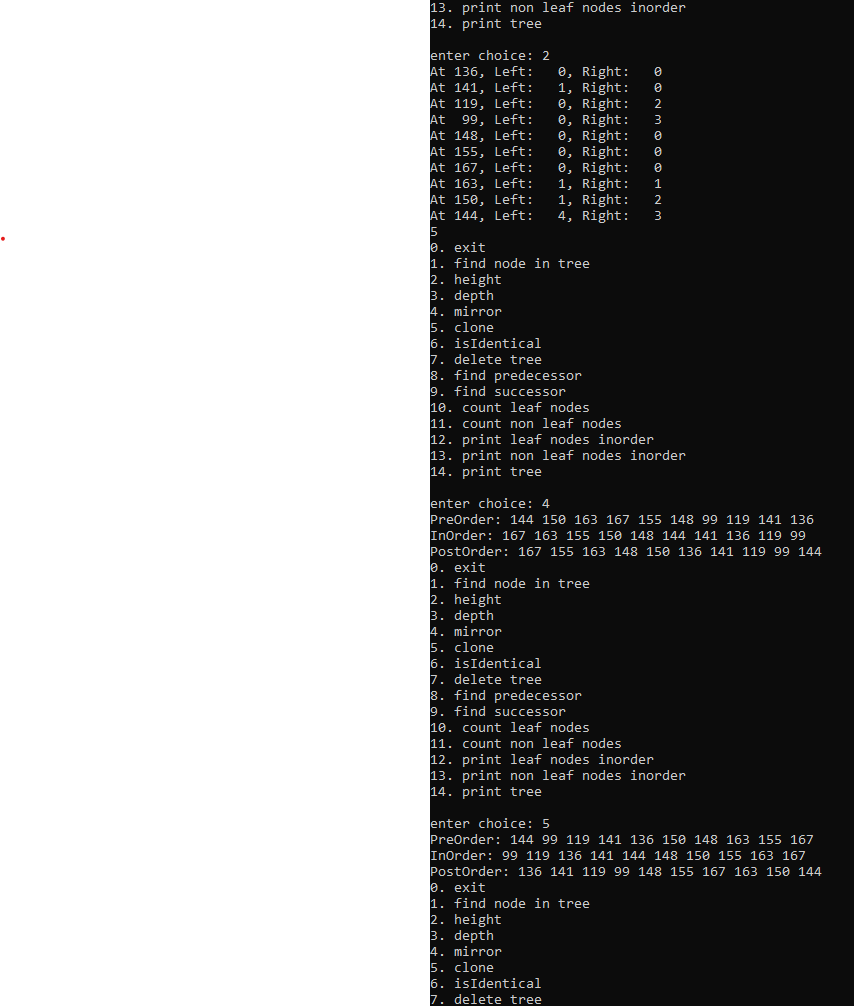 13. print non leaf nodes inorder
14. print tree
enter choice: 2
At 136, Left:   0, Right:   0
At 141, Left:   1, Right:   0
At 119, Left:   0, Right:   2
At  99, Left:   0, Right:   3
At 148, Left:   0, Right:   0
At 155, Left:   0, Right:   0
At 167, Left:   0, Right:   0
At 163, Left:   1, Right:   1
At 150, Left:   1, Right:   2
At 144, Left:   4, Right:   3
5
0. exit
1. find node in tree
2. height
3. depth
4. mirror
5. clone
6. isIdentical
7. delete tree
8. find predecessor
9. find successor
10. count leaf nodes
11. count non leaf nodes
12. print leaf nodes inorder
13. print non leaf nodes inorder
14. print tree
enter choice: 4
PreOrder: 144 150 163 167 155 148 99 119 141 136
InOrder: 167 163 155 150 148 144 141 136 119 99
PostOrder: 167 155 163 148 150 136 141 119 99 144
0. exit
1. find node in tree
2. height
3. depth
4. mirror
5. clone
6. isIdentical
7. delete tree
8. find predecessor
9. find successor
10. count leaf nodes
11. count non leaf nodes
12. print leaf nodes inorder
13. print non leaf nodes inorder
14. print tree
enter choice: 5
PreOrder: 144 99 119 141 136 150 148 163 155 167
InOrder: 99 119 136 141 144 148 150 155 163 167
PostOrder: 136 141 119 99 148 155 167 163 150 144
0. exit
1. find node in tree
2. height
3. depth
4. mirror
5. clone
6. isIdentical
7. delete tree